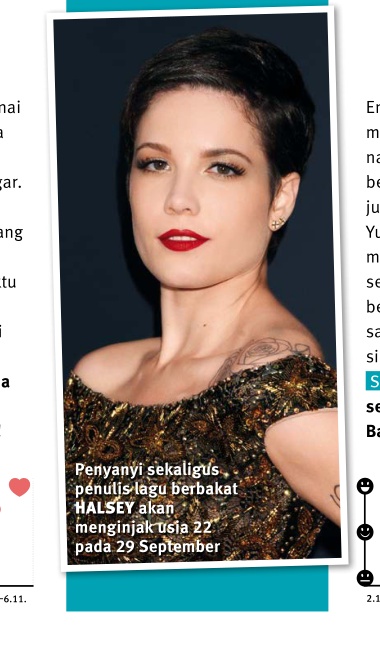 nai
a
gar.
ang
ktu
i
a
!
-6.11.
Penyanyi sekaligus
penulis lagu berbakat
HALSEY akan
menginjak usia 22
pada 29 September
Er
m
na
be
ju
Yu
m
se
be
sa
si
S
se
Ba
2.1